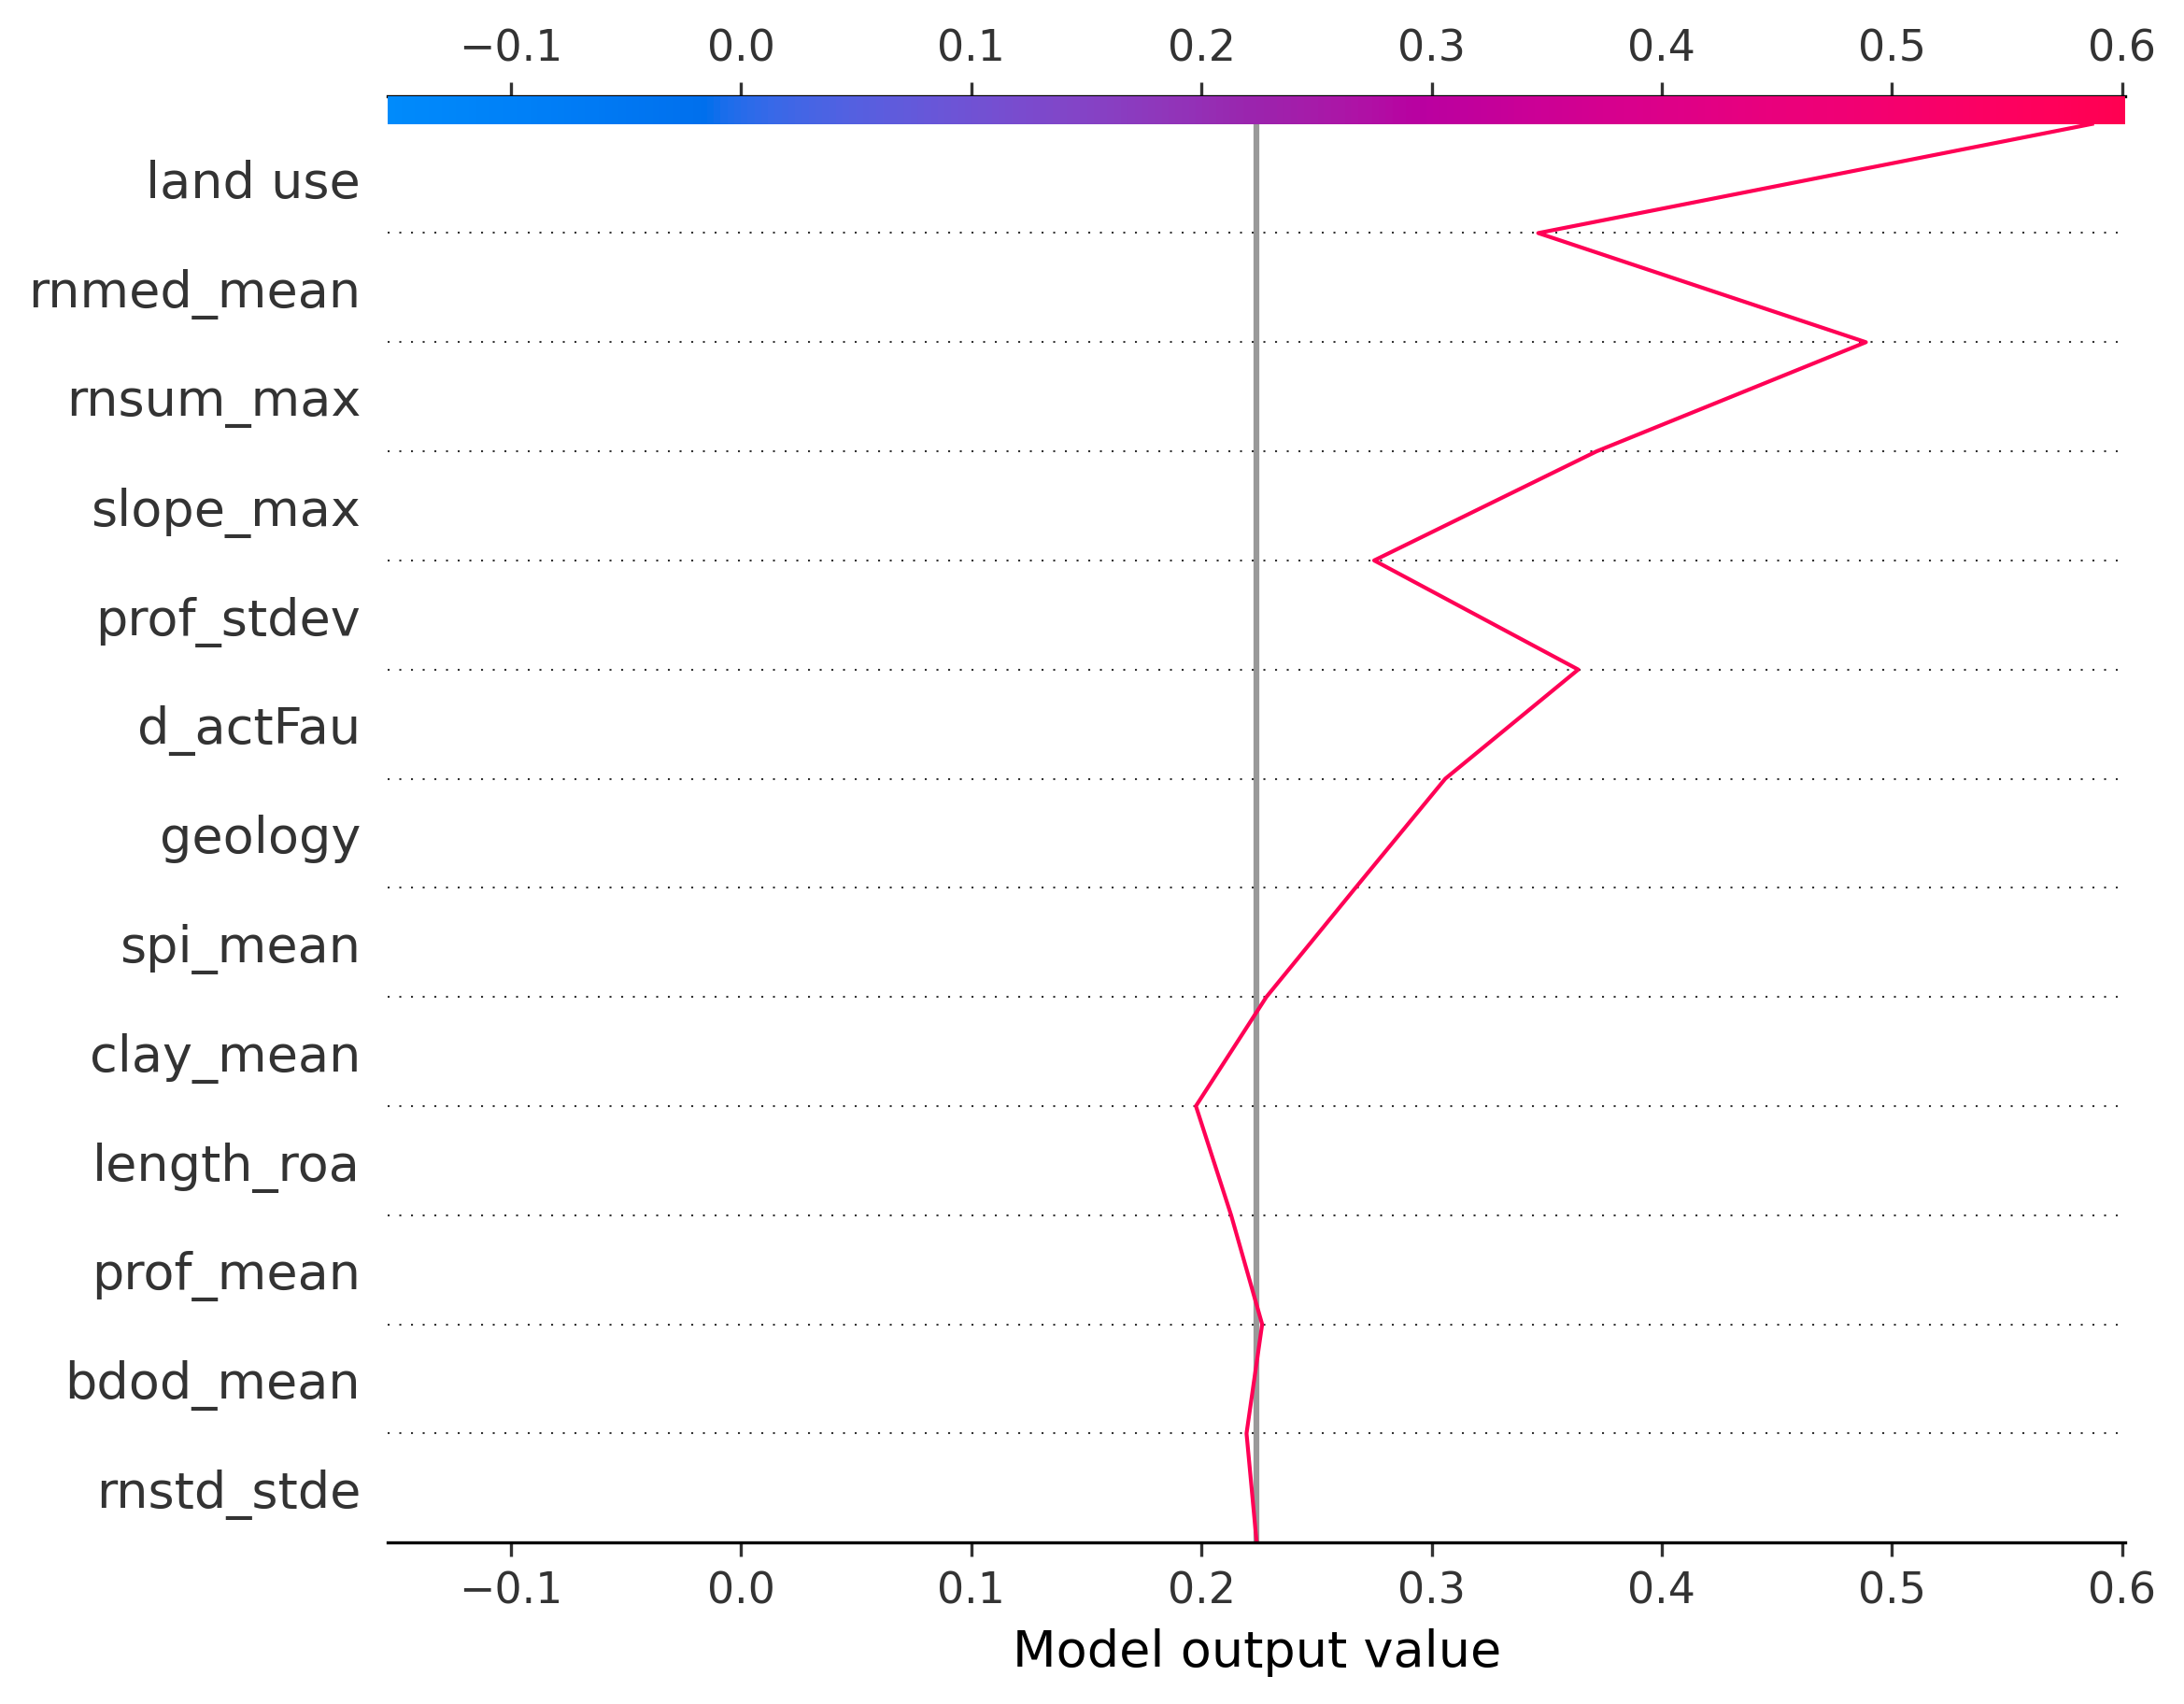 −0.1 0.0 0.1 0.2 0.3 0.4 0.5 0.6
land use
rnmed_mean
rnsum_max
slope_max
prof_stdev
d_actFau
geology
spi_mean
clay_mean
length_roa
prof_mean
bdod_mean
rnstd_stde
−0.1 0.0 0.1 0.2 0.3 0.4 0.5 0.6
Model output value